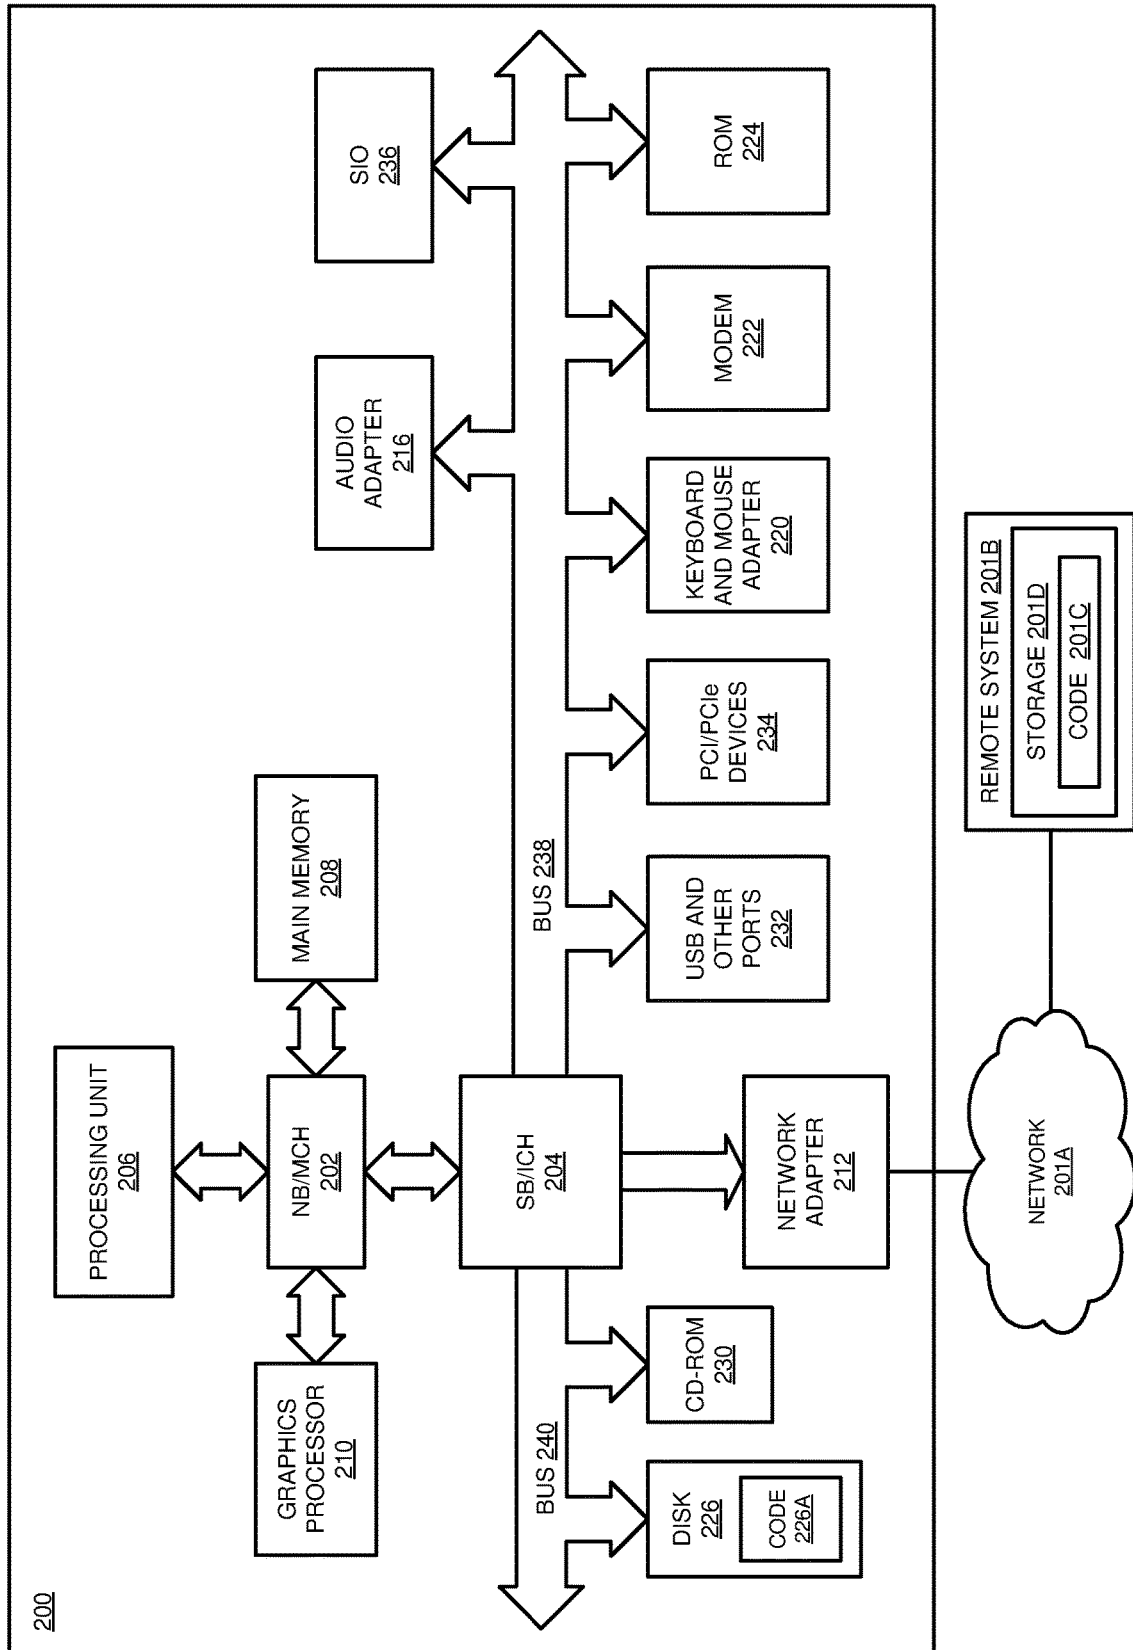 200
PROCESSING UNIT
206
GRAPHICS
PROCESSOR
210
NB/MCH
202
MAIN MEMORY
208
AUDIO
ADAPTER
216
SIO
236
SB/ICH
204
BUS 240
BUS 238
DISK
226
CODE
226A
CD-ROM
230
NETWORK
ADAPTER
212
USB AND
OTHER
PORTS
232
PCI/PCIe
DEVICES
234
KEYBOARD
AND MOUSE
ADAPTER
220
MODEM
222
ROM
224
NETWORK
201A
REMOTE SYSTEM 201B
STORAGE 201D
CODE 201C